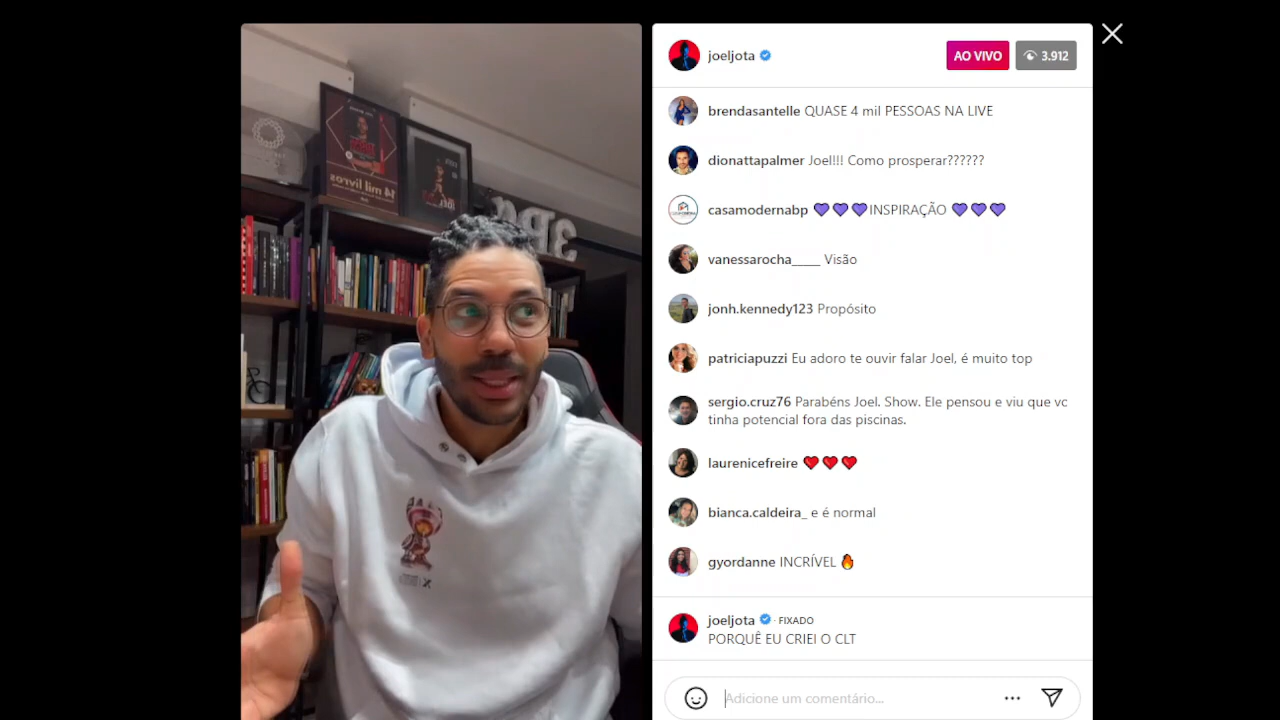 joeljota
AO VIVO
3.912
brendasantelle QUASE 4 mil PESSOAS NA LIVE
dionattapalmer Joel!!! Como prosperar??????
casamodernabp 💜💜💜INSPIRAÇÃO 💜💜💜
vanessarocha_____ Visão
jonh.kennedy123 Propósito
patriciapuzzi Eu adoro te ouvir falar Joel, é muito top
sergio.cruz76 Parabéns Joel. Show. Ele pensou e viu que vc
tinha potencial fora das piscinas.
laurenicefreire ❤️❤️❤️
bianca.caldeira_ e é normal
gyordanne INCRÍVEL 🔥
joeljota · FIXADO
PORQUÊ EU CRIEI O CLT
Adicione um comentário...
14 mil livros